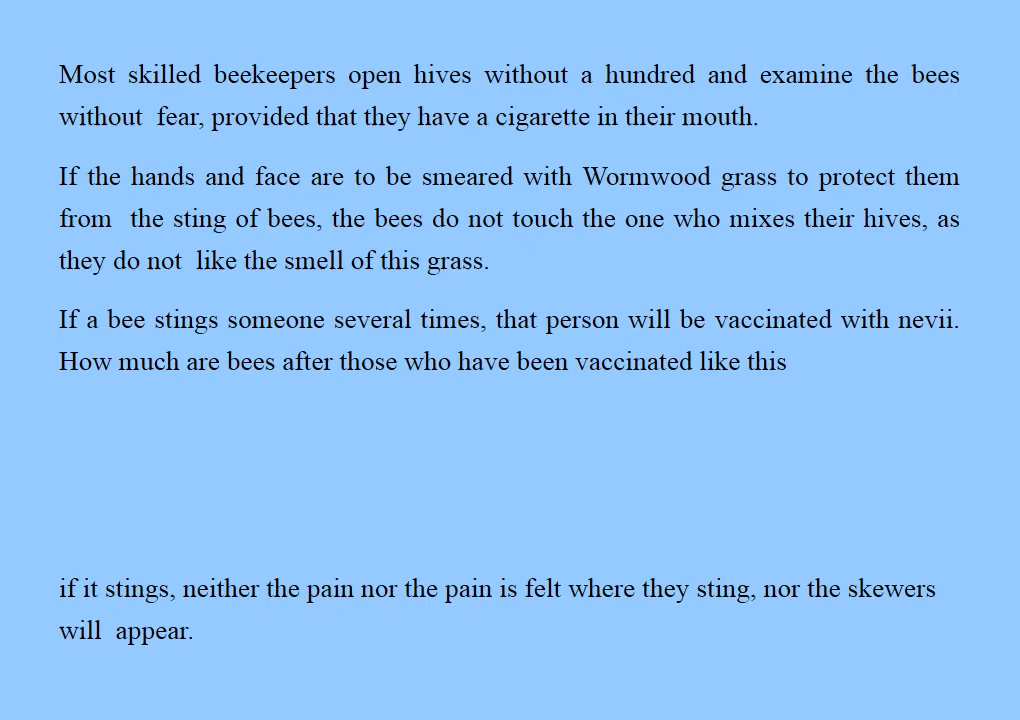 Most skilled beekeepers open hives without a hundred and examine the bees
without fear, provided that they have a cigarette in their mouth.
If the hands and face are to be smeared with Wormwood grass to protect them
from the sting of bees, the bees do not touch the one who mixes their hives, as
they do not like the smell of this grass.
If a bee stings someone several times, that person will be vaccinated with nevii.
How much are bees after those who have been vaccinated like this
if it stings, neither the pain nor the pain is felt where they sting, nor the skewers
will appear.